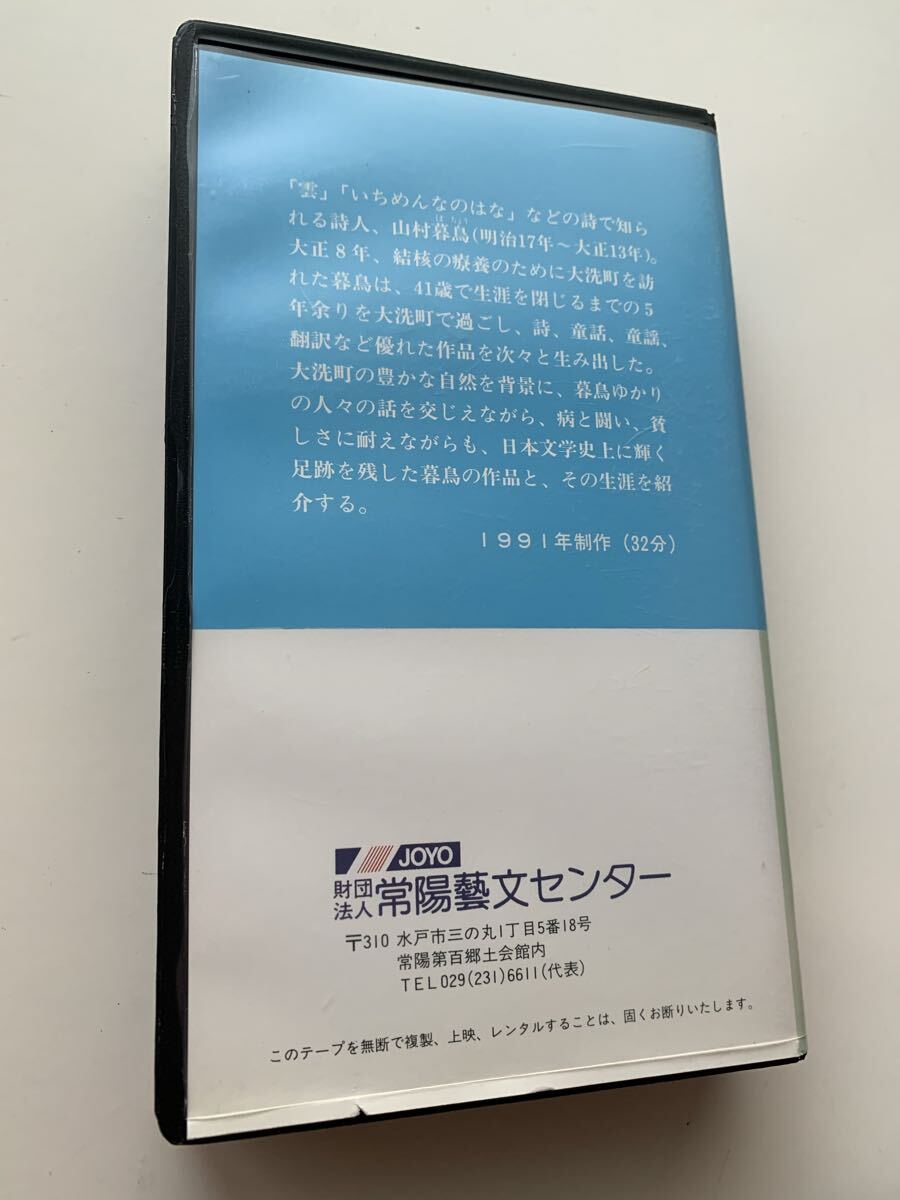 「雲」「いちめんなのはな」などの詩で知ら
れる詩人、山村暮鳥(明治17年～大正13年)。
大正8年、結核の療養のために大洗町を訪
れた暮鳥は、41歳で生涯を閉じるまでの5
年余りを大洗町で過ごし、詩、童話、童謡、
翻訳など優れた作品を次々と生み出した。
大洗町の豊かな自然を背景に、暮鳥ゆかり
の人々の話を交じえながら、病と闘い、貧
しさに耐えながらも、日本文学史上に輝く
足跡を残した暮鳥の作品と、その生涯を紹
介する。
1991年制作(32分)
JOYO
財団法人 常陽藝文センター
〒310 水戸市三の丸1丁目5番18号
常陽第百郷土会館内
TEL029(231)6611(代表)
このテープを無断で複製、上映、レンタルすることは、固くお断りいたします。